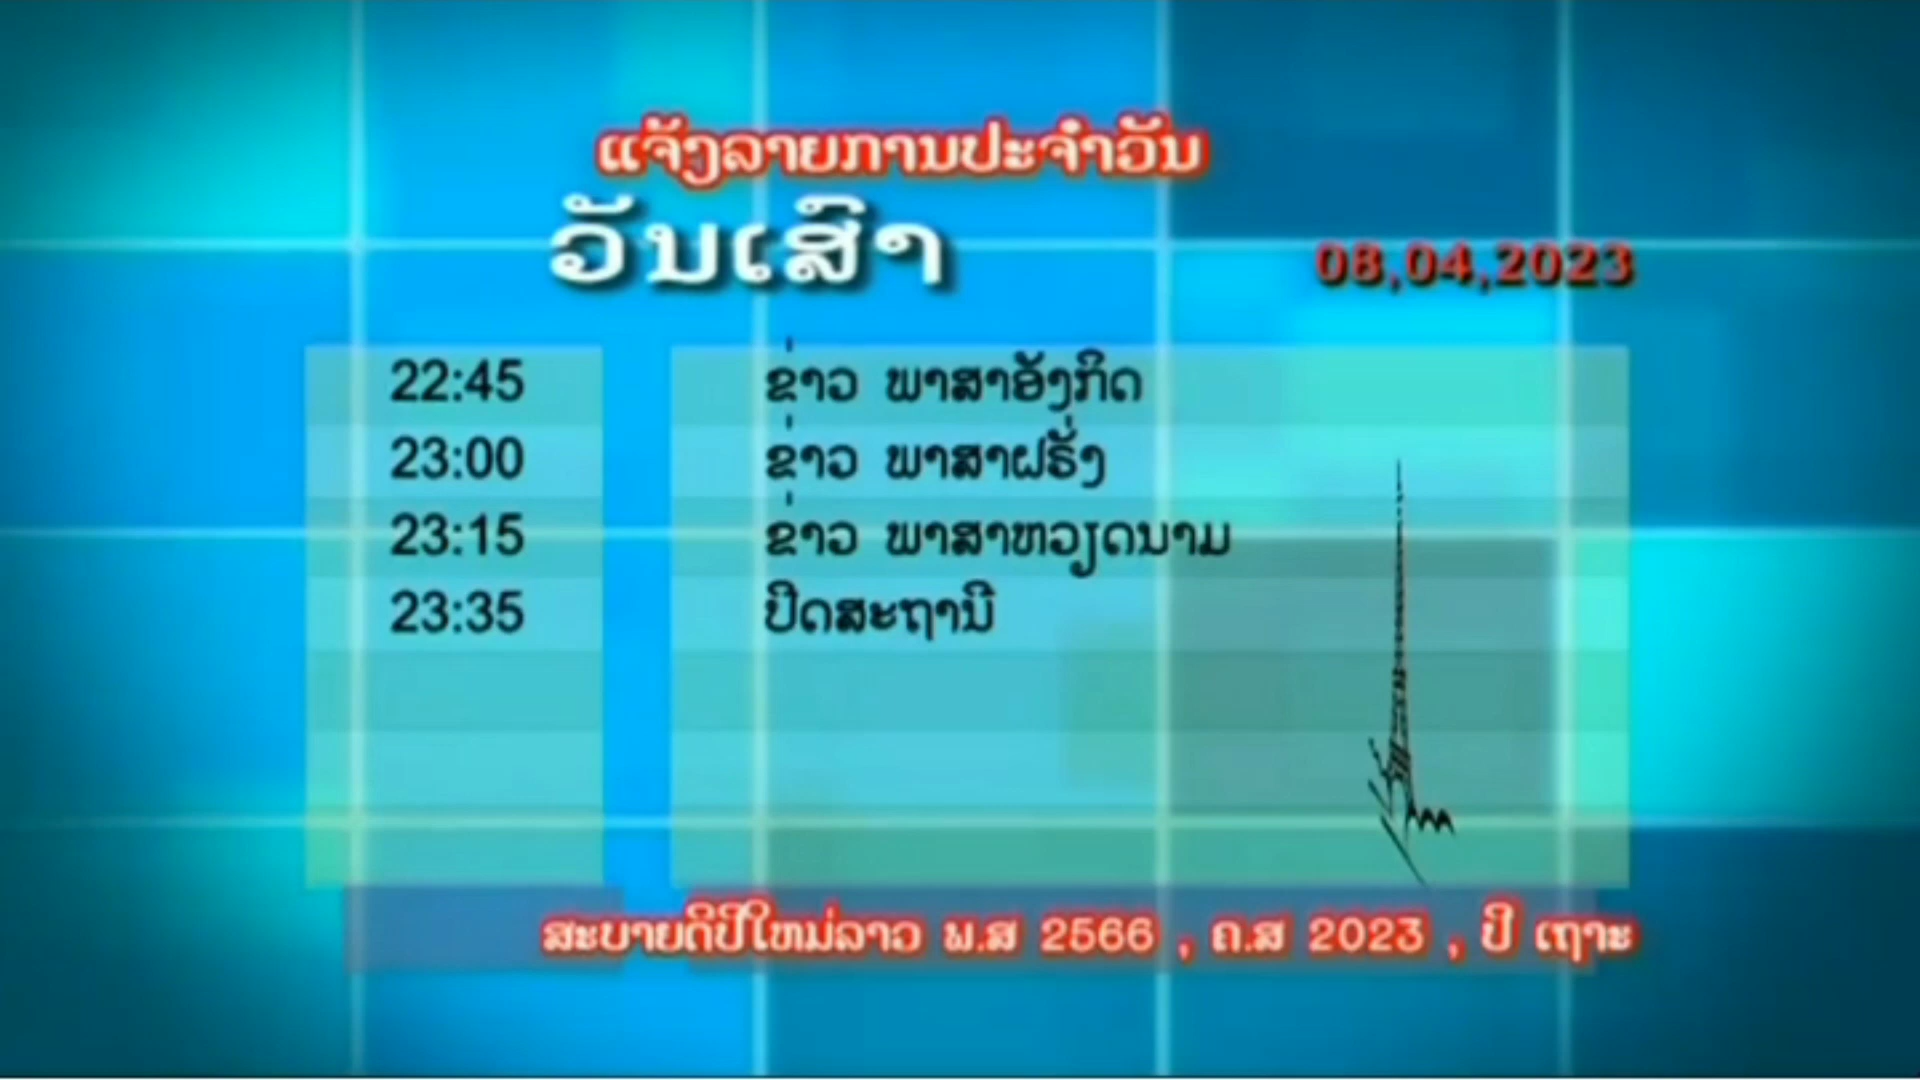 ແຈ້ງລາຍການປະຈຳວັນ
ວັນເສົາ
08,04,2023
22:45 ຂ່າວ ພາສາອັງກິດ
23:00 ຂ່າວ ພາສາຝຣັ່ງ
23:15 ຂ່າວ ພາສາຫວຽດນາມ
23:35 ປິດສະຖານີ
ສະບາຍດີປີໃຫມ່ລາວ ພ.ສ 2566 , ຄ.ສ 2023 , ປີ ເຖາະ